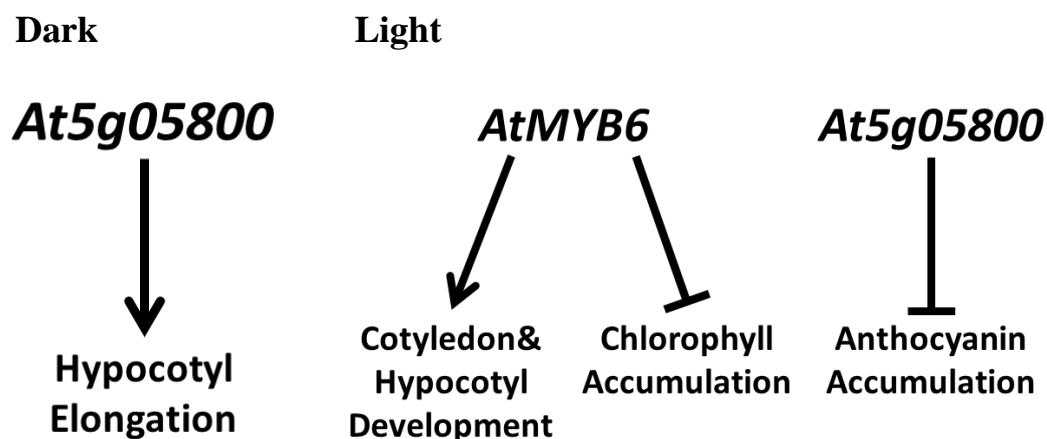 Dark
Light
At5g05800
AtMYB6
At5g05800
Hypocotyl
Elongation
Cotyledon&
Hypocotyl
Development
Chlorophyll
Accumulation
Anthocyanin
Accumulation